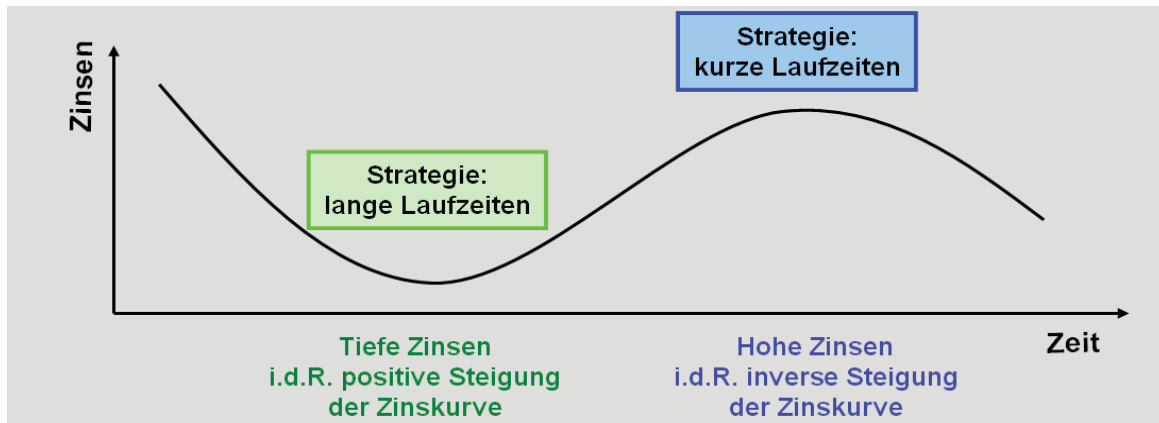 Zinsen
Strategie:
kurze Laufzeiten
Strategie:
lange Laufzeiten
Zeit
Tiefe Zinsen
i.d.R. positive Steigung
der Zinskurve
Hohe Zinsen
i.d.R. inverse Steigung
der Zinskurve